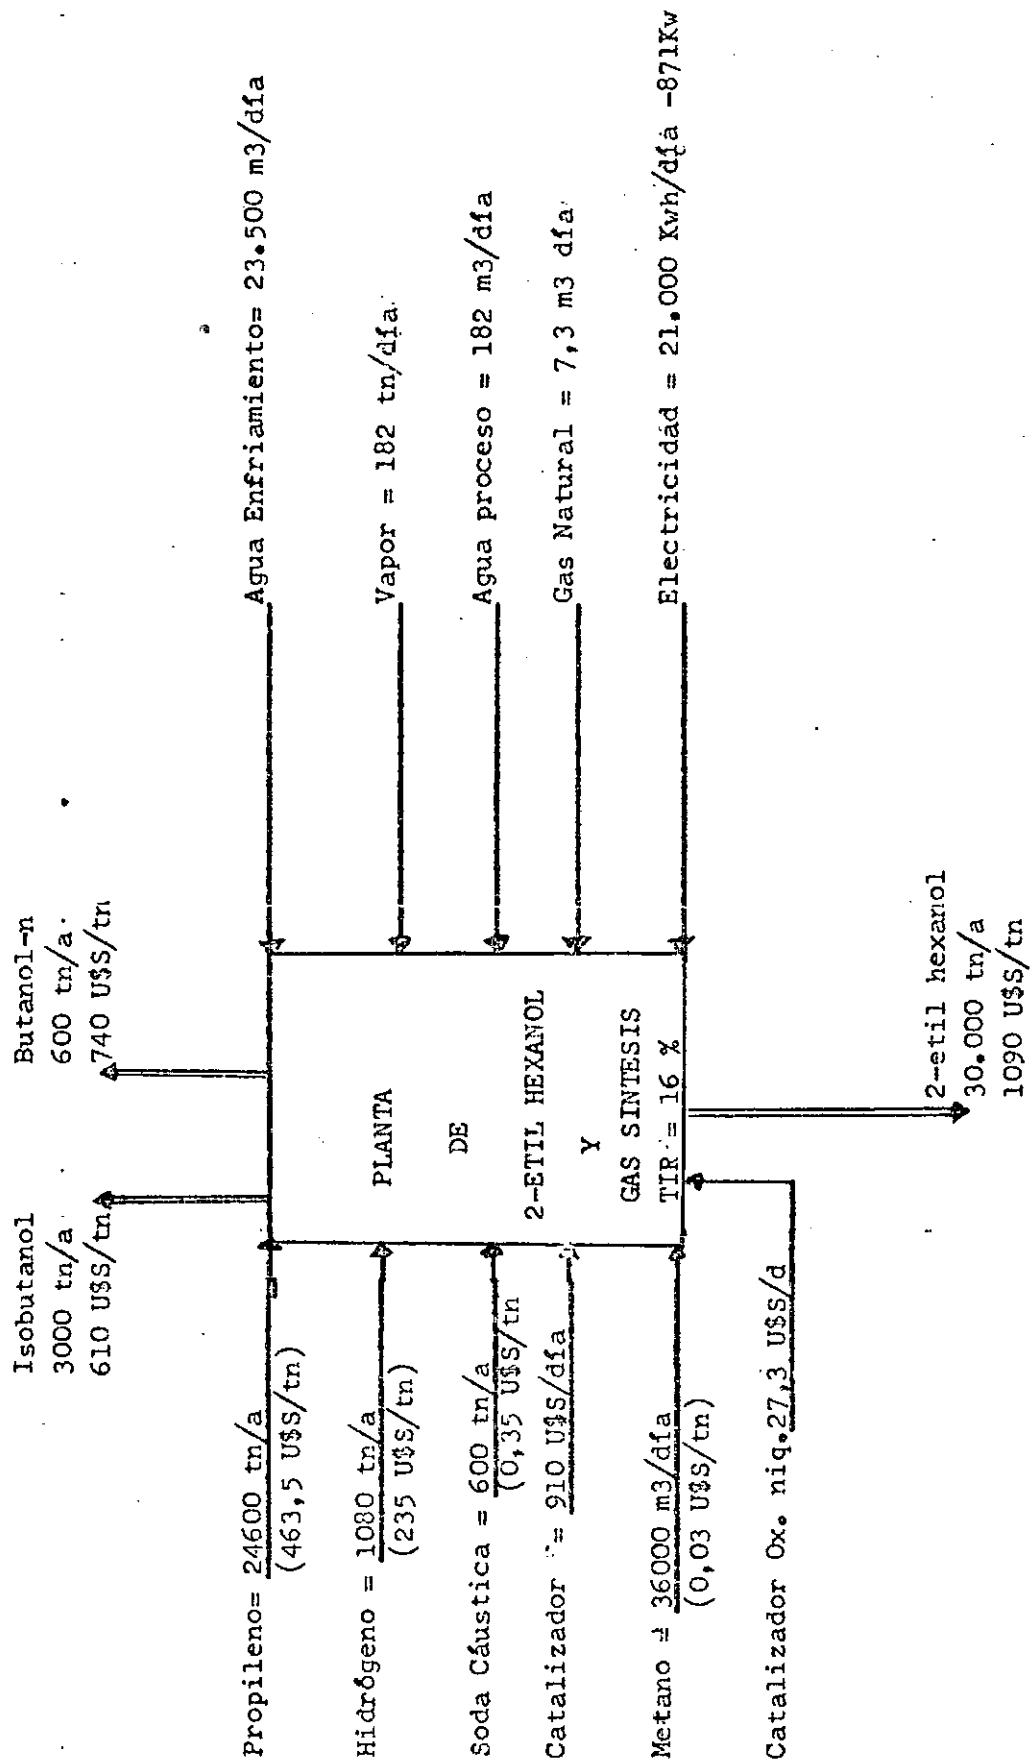 Isobutanol
3000 tn/a
610 U$S/tn
Butanol-n
600 tn/a
740 U$S/tn
Propileno= 24600 tn/a
(463,5 U$S/tn)
Hidrógeno = 1080 tn/a
(235 U$S/tn)
Soda Cáustica = 600 tn/a
(0,35 U$S/tn
Catalizador = 910 U$S/día
Metano = 36000 m3/día
(0,03 U$S/tn)
Catalizador Ox. niq.27,3 U$S/d
PLANTA
DE
2-ETIL HEXANOL
Y
GAS SINTESIS
TIR = 16 %
Agua Enfriamiento= 23.500 m3/día
Vapor = 182 tn/día
Agua proceso = 182 m3/día
Gas Natural = 7,3 m3 día
Electricidad = 21.000 Kwh/día -871Kw
2-etil hexanol
30.000 tn/a
1090 U$S/tn